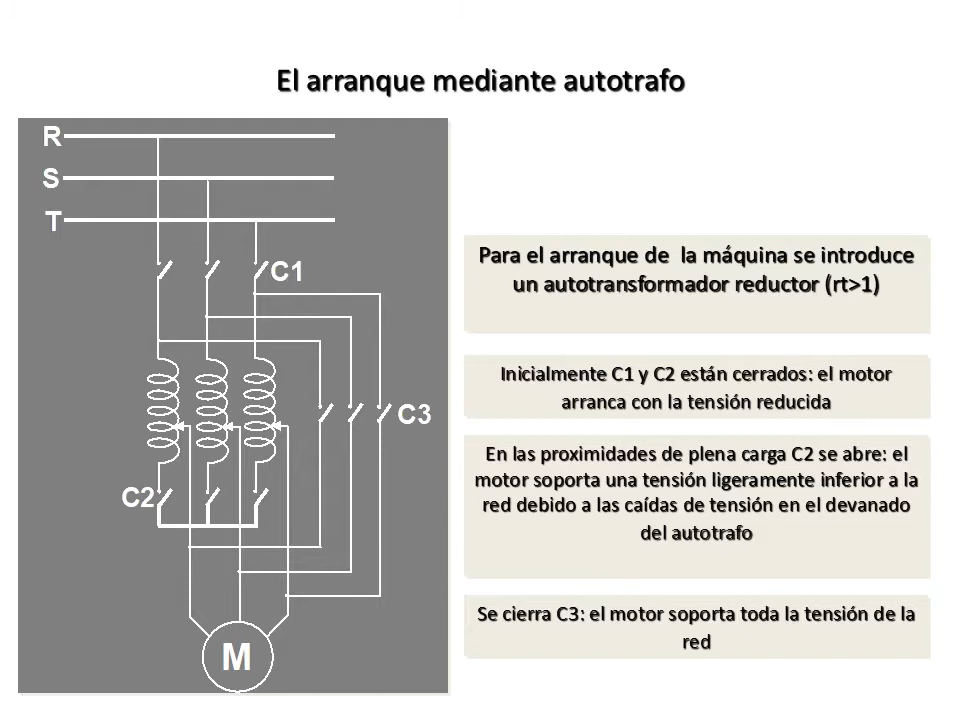 El arranque mediante autotrafo
R
S
T
C1
C3
C2
M
Para el arranque de  la máquina se introduce
un autotransformador reductor (rt>1)
Inicialmente C1 y C2 están cerrados: el motor
arranca con la tensión reducida
En las proximidades de plena carga C2 se abre: el
motor soporta una tensión ligeramente inferior a la
red debido a las caídas de tensión en el devanado
del autotrafo
Se cierra C3: el motor soporta toda la tensión de la
red